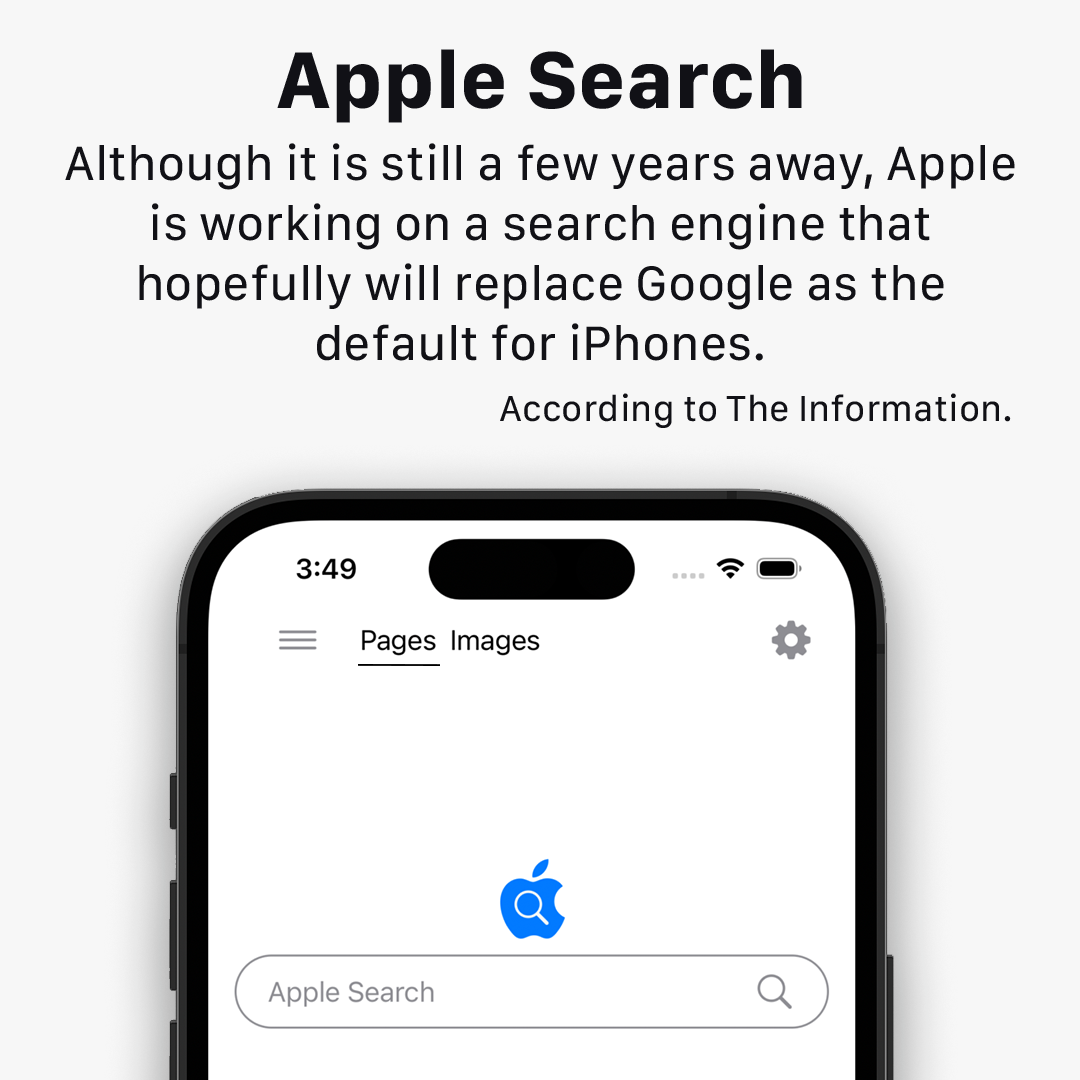 Apple Search
Although it is still a few years away, Apple
is working on a search engine that
hopefully will replace Google as the
default for iPhones.
According to The Information.
3:49
Pages Images
Apple Search